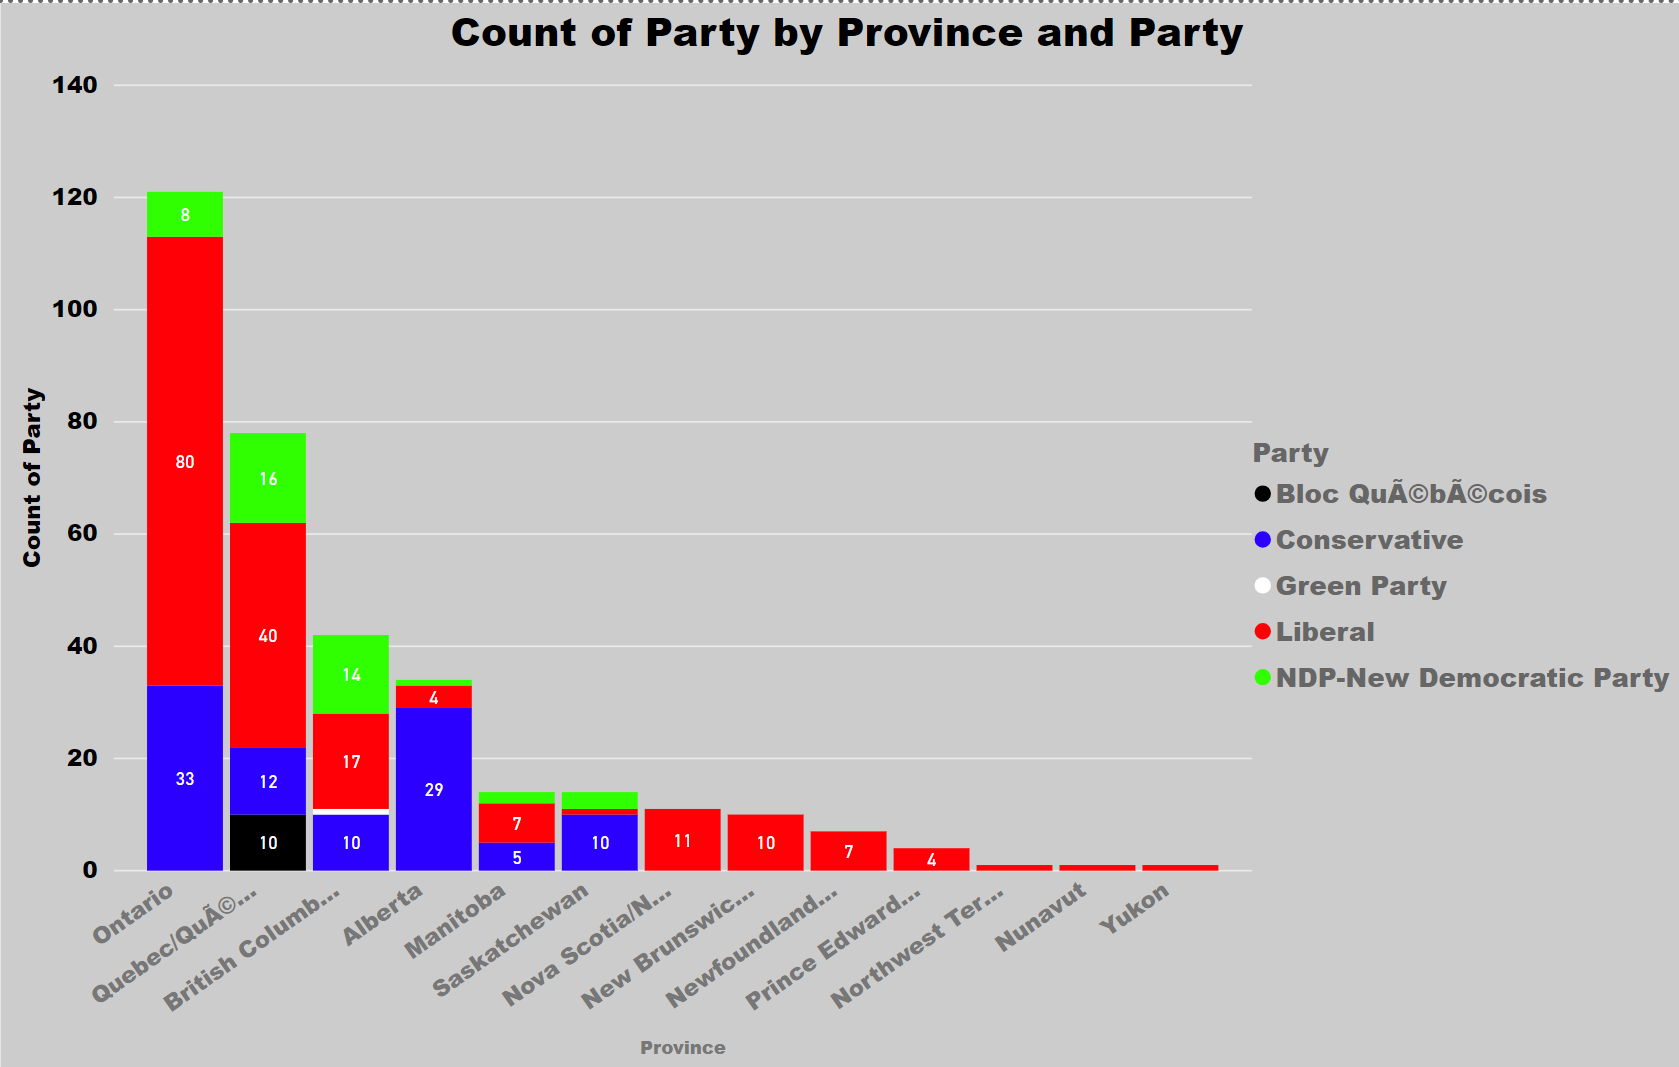 Count of Party by Province and Party
140
120
100
80
60
40
20
0
Count of Party
8
80
33
16
40
12
10
14
17
10
4
29
7
5
10
11
10
7
4
Ontario
Quebec/QuÃ©...
British Columb...
Alberta
Manitoba
Saskatchewan
Nova Scotia/N...
New Brunswic...
Newfoundland...
Prince Edward...
Northwest Ter...
Nunavut
Yukon
Province
Party
Bloc QuÃ©bÃ©cois
Conservative
Green Party
Liberal
NDP-New Democratic Party